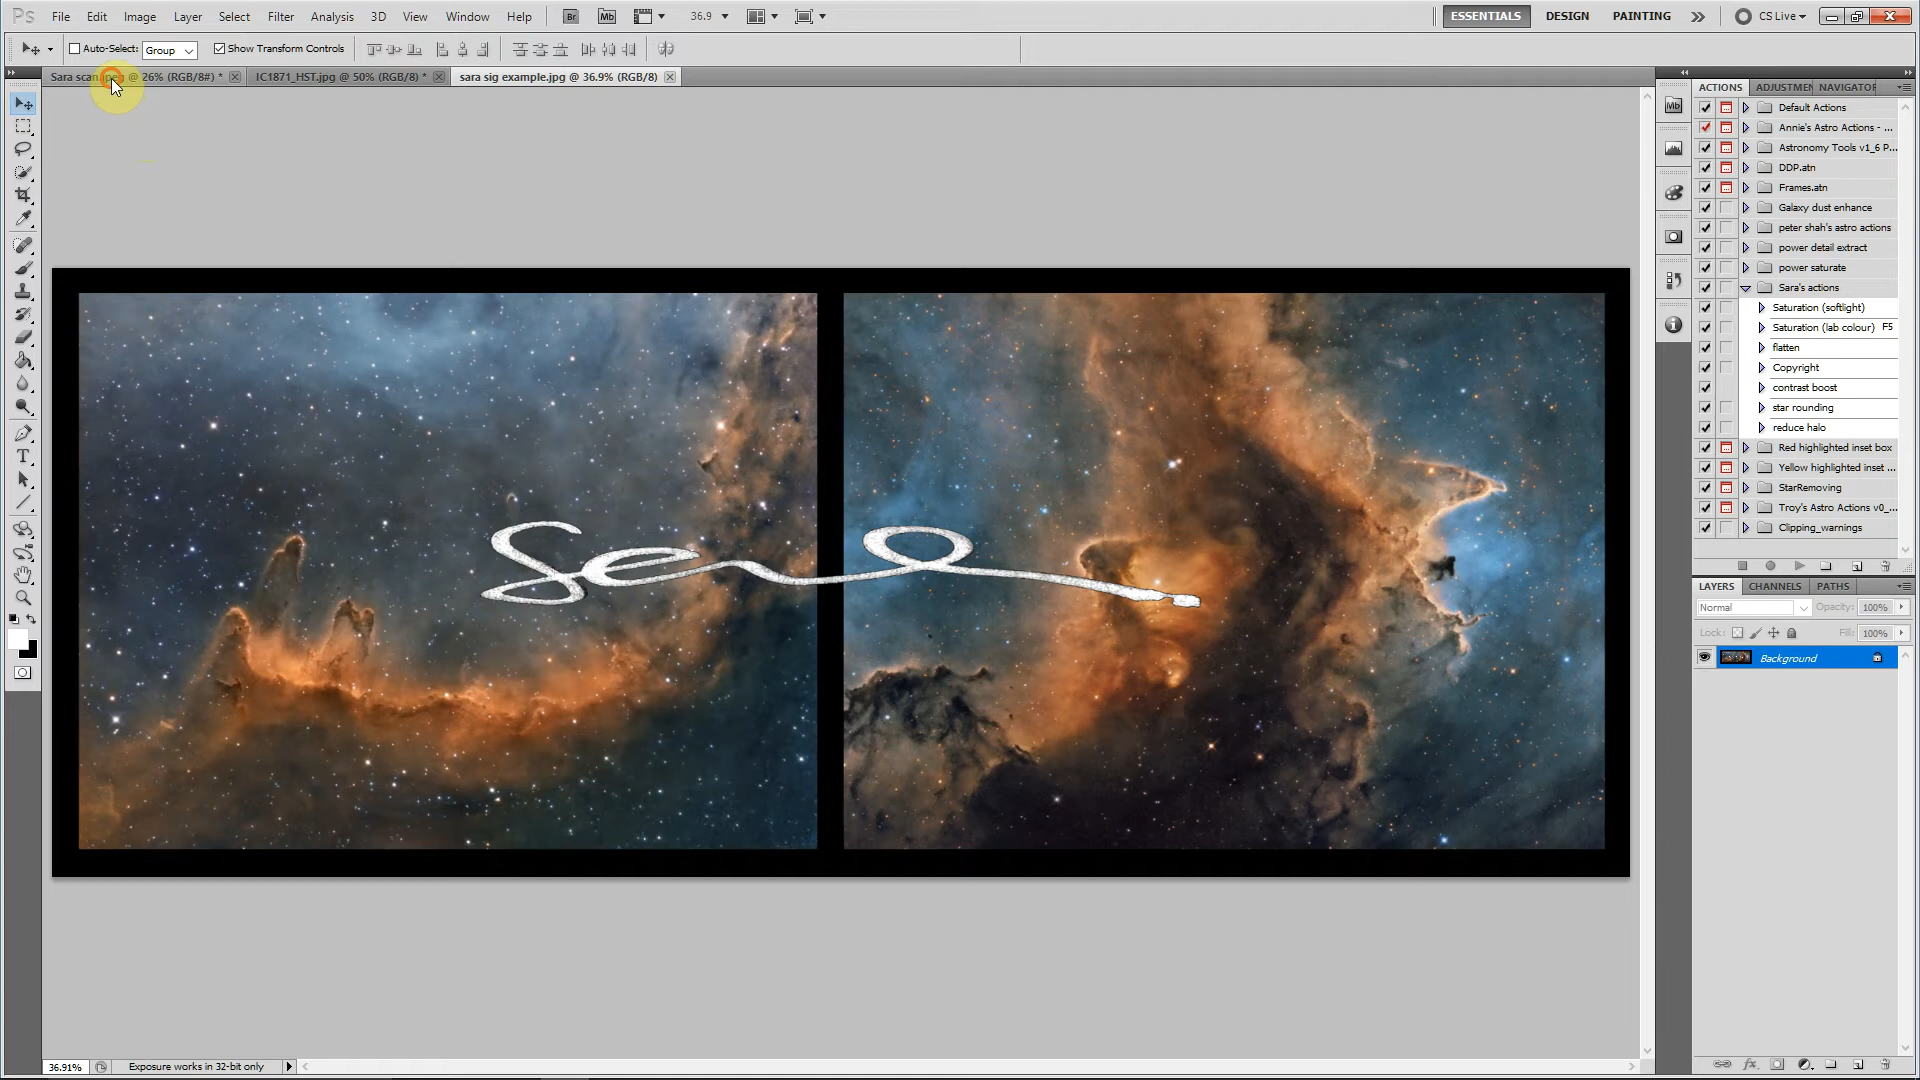 Ps File Edit Image Layer Select Filter Analysis 3D View Window Help Br Mb 36.9 ESSENTIALS DESIGN PAINTING CS Live
Auto-Select: Group Show Transform Controls
Sara scan.jpeg @ 26% (RGB/8#) * IC1871_HST.jpg @ 50% (RGB/8) * sara sig example.jpg @ 36.9% (RGB/8)
ACTIONS ADJUSTMEN NAVIGATOR
Mb
Default Actions
Annie's Astro Actions - ...
Astronomy Tools v1_6 P...
DDP.atn
Frames.atn
Galaxy dust enhance
peter shah's astro actions
power detail extract
power saturate
Sara's actions
Saturation (softlight)
Saturation (lab colour) F5
flatten
Copyright
contrast boost
star rounding
reduce halo
Red highlighted inset box
Yellow highlighted inset ...
StarRemoving
Troy's Astro Actions v0_...
Clipping_warnings
LAYERS CHANNELS PATHS
Normal Opacity: 100%
Lock: Fill: 100%
Background
36.91% Exposure works in 32-bit only